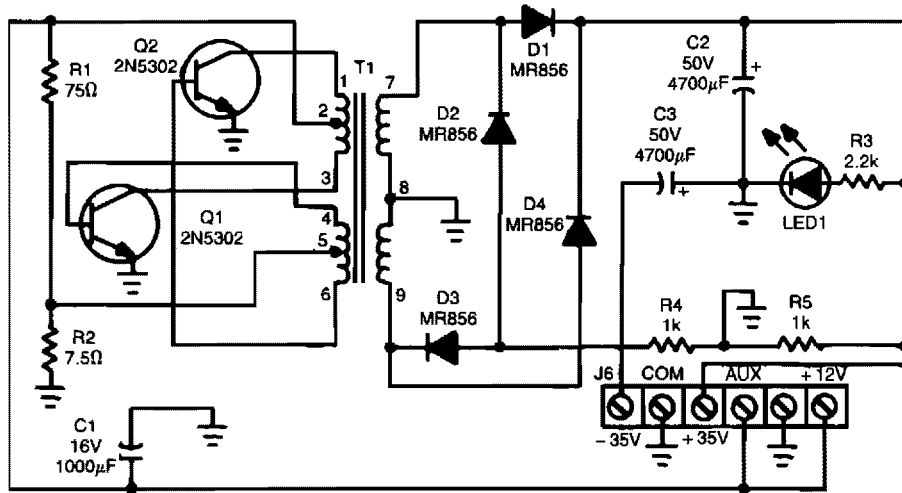 Q2
2N5302
R1
75Ω
T1
1
2
3
4
5
6
7
8
9
Q1
2N5302
R2
7.5Ω
C1
16V
1000µF
D1
MR856
D2
MR856
D4
MR856
D3
MR856
C2
50V
4700µF
+
C3
50V
4700µF
+
R3
2.2k
LED1
R4
1k
R5
1k
J6
COM
AUX
+12V
-35V
+35V